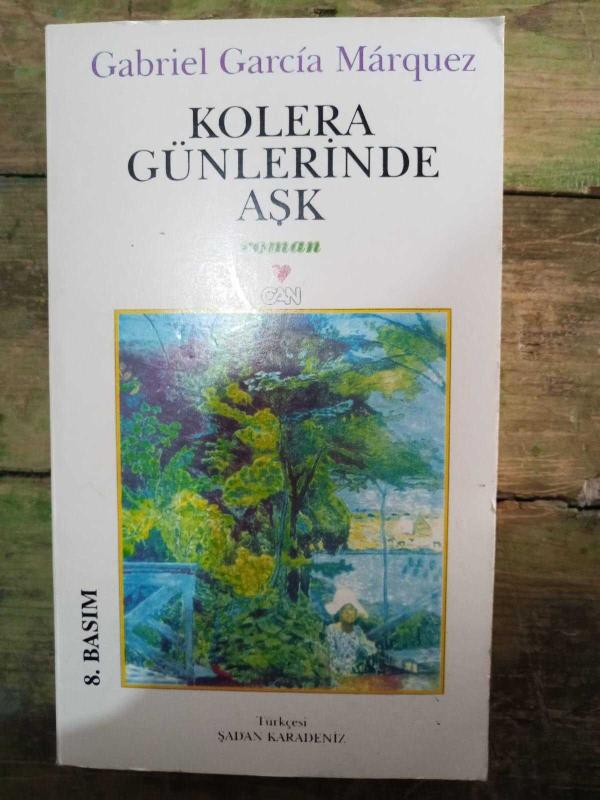 Gabriel García Márquez
KOLERA
GÜNLERİNDE
AŞK
roman
CAN
8. BASIM
Türkçesi
ŞADAN KARADENİZ